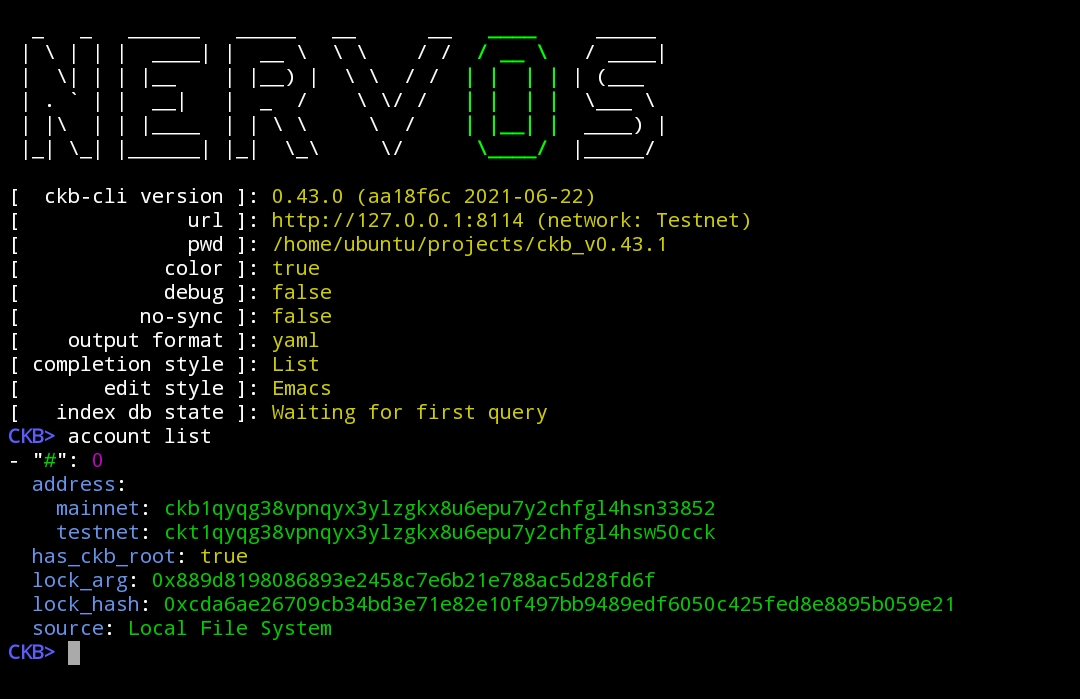 NERVOS
[  ckb-cli version ]: 0.43.0 (aa18f6c 2021-06-22)
[              url ]: http://127.0.0.1:8114 (network: Testnet)
[              pwd ]: /home/ubuntu/projects/ckb_v0.43.1
[            color ]: true
[            debug ]: false
[          no-sync ]: false
[    output format ]: yaml
[ completion style ]: List
[       edit style ]: Emacs
[   index db state ]: Waiting for first query
CKB> account list
- "#": 0
  address:
    mainnet: ckb1qyqg38vpnqyx3ylzgkx8u6epu7y2chfgl4hsn33852
    testnet: ckt1qyqg38vpnqyx3ylzgkx8u6epu7y2chfgl4hsw50cck
  has_ckb_root: true
  lock_arg: 0x889d8198086893e2458c7e6b21e788ac5d28fd6f
  lock_hash: 0xcda6ae26709cb34bd3e71e82e10f497bb9489edf6050c425fed8e8895b059e21
  source: Local File System
CKB>